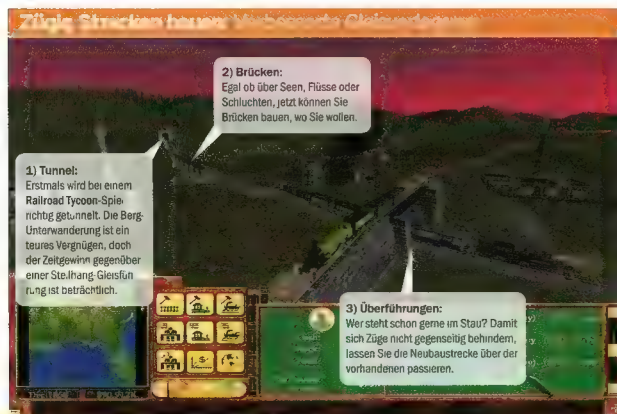 Züge, Strecken bauen: Verbesserte Gleisverlegung
2) Brücken:
Egal ob über Seen, Flüsse oder
Schluchten, jetzt können Sie
Brücken bauen, wo Sie wollen.
1) Tunnel:
Erstmals wird bei einem
Railroad Tycoon-Spiel
richtig getunnelt. Die Berg-
Unterwanderung ist ein
teures Vergnügen, doch
der Zeitgewinn gegenüber
einer Steilhang-Gleisfüh
rung ist beträchtlich.
3) Überführungen:
Wer steht schon gerne im Stau? Damit
sich Züge nicht gegenseitig behindern,
lassen Sie die Neubaustrecke über der
vorhandenen passieren.